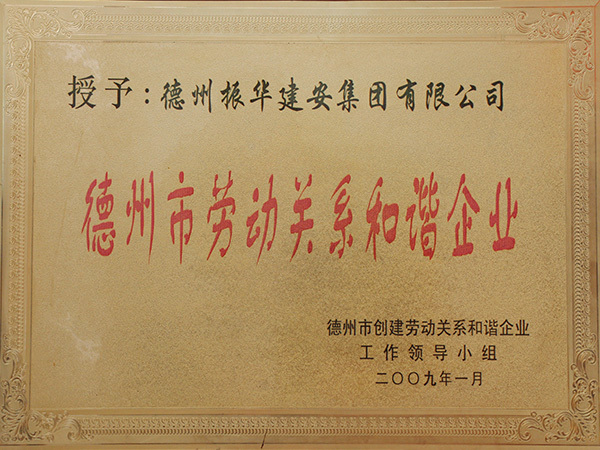 授予:德州振华建安集团有限公司
德州市劳动关系和谐企业
德州市创建劳动关系和谐企业
工作领导小组
二〇〇九年一月